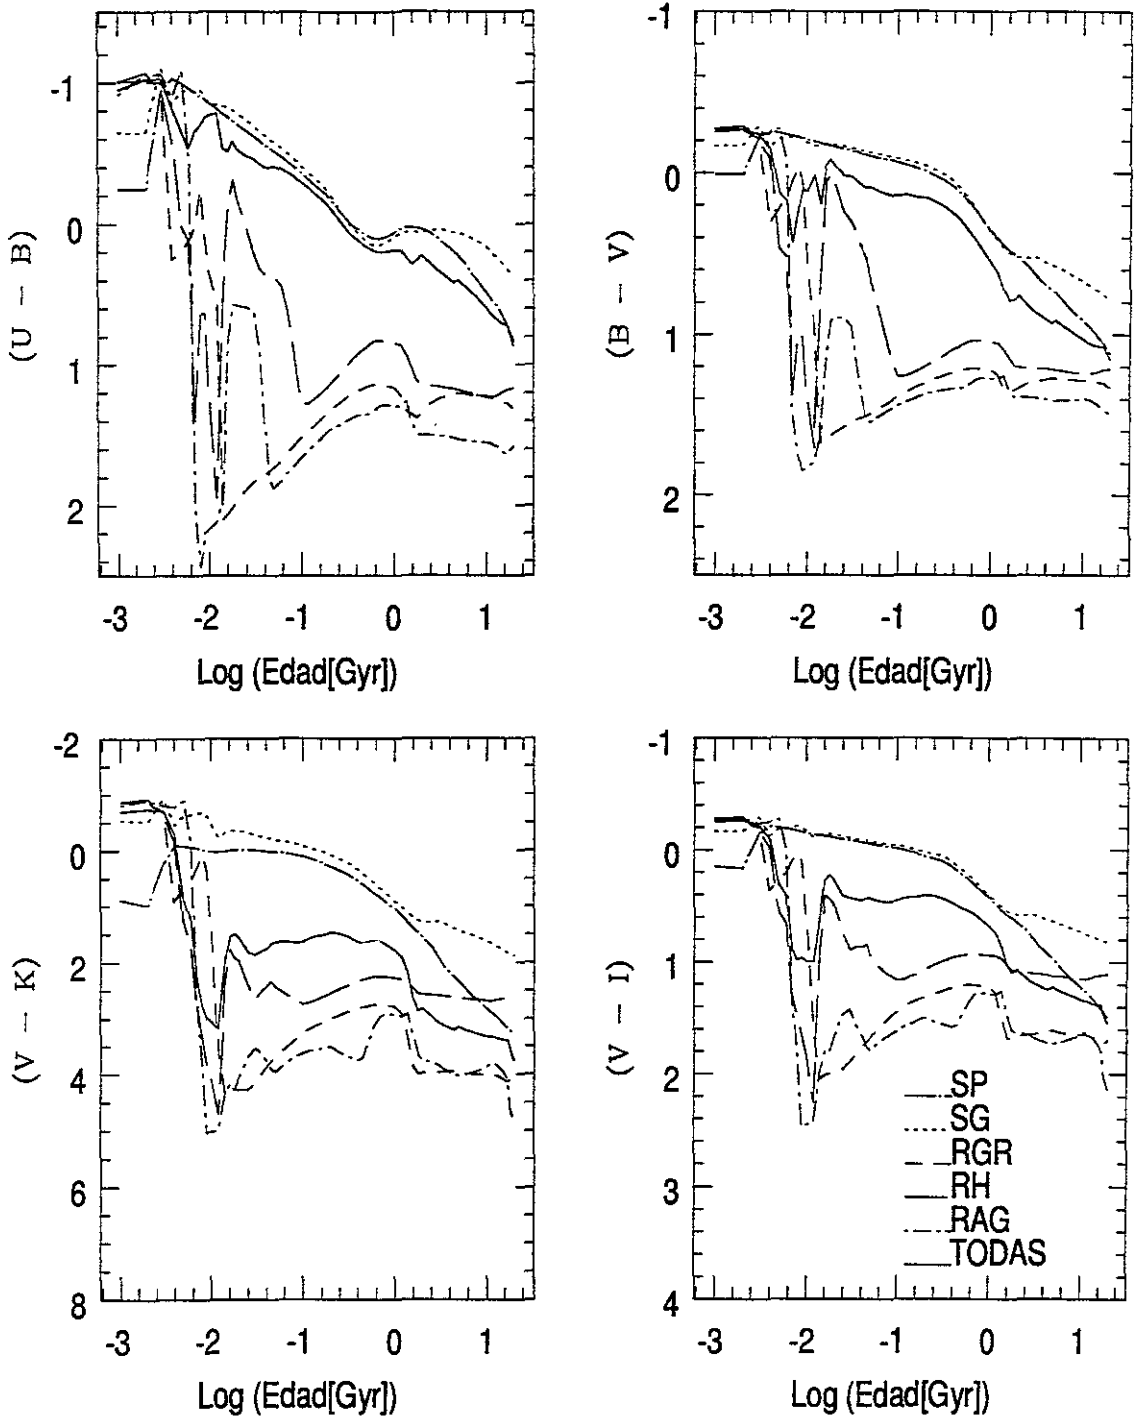 -1
0
1
2
(U – B)
-3 -2 -1 0 1
Log (Edad[Gyr])
-1
0
1
2
(B – V)
-3 -2 -1 0 1
Log (Edad[Gyr])
-2
0
2
4
6
8
(V – K)
-3 -2 -1 0 1
Log (Edad[Gyr])
-1
0
1
2
3
4
(V – I)
SP
SG
RGR
RH
RAG
TODAS
-3 -2 -1 0 1
Log (Edad[Gyr])